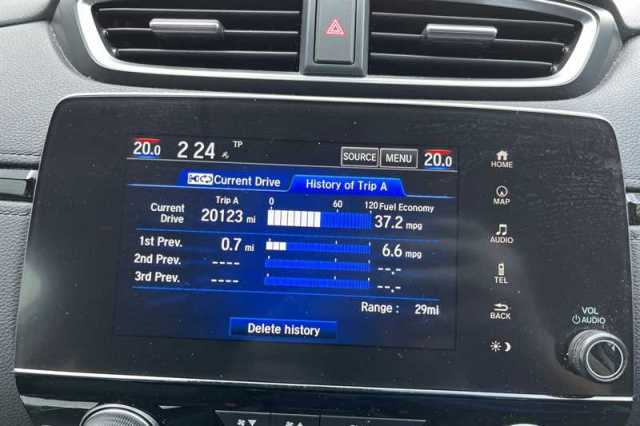 20.0 2 24 TP SOURCE MENU 20.0
Current Drive History of Trip A
Trip A 0 60 120 Fuel Economy
Current Drive 20123 mi 37.2 mpg
1st Prev. 0.7 mi 6.6 mpg
2nd Prev. ---- --.-
3rd Prev. ---- --.-
Range : 29mi
Delete history
HOME
MAP
AUDIO
TEL
BACK
VOL
AUDIO